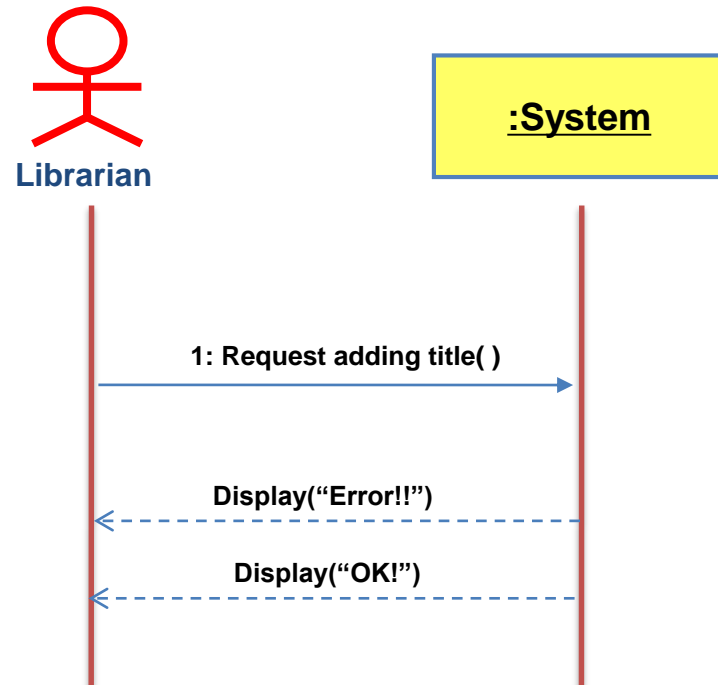 :System
Librarian
1: Request adding title( )
Display(“Error!!”)
Display(“OK!”)